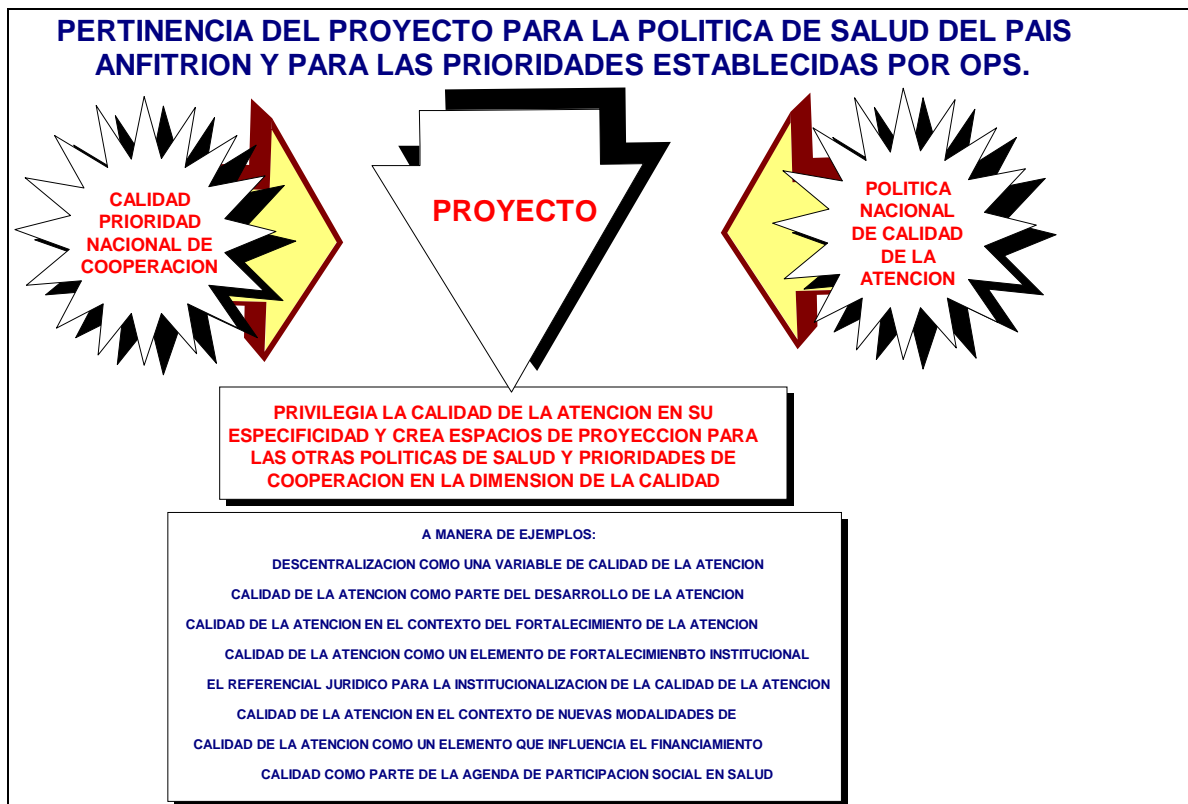 PERTINENCIA DEL PROYECTO PARA LA POLITICA DE SALUD DEL PAIS
ANFITRION Y PARA LAS PRIORIDADES ESTABLECIDAS POR OPS.
CALIDAD
PRIORIDAD
NACIONAL DE
COOPERACION
PROYECTO
POLITICA
NACIONAL
DE CALIDAD
DE LA
ATENCION
PRIVILEGIA LA CALIDAD DE LA ATENCION EN SU
ESPECIFICIDAD Y CREA ESPACIOS DE PROYECCION PARA
LAS OTRAS POLITICAS DE SALUD Y PRIORIDADES DE
COOPERACION EN LA DIMENSION DE LA CALIDAD
A MANERA DE EJEMPLOS:
DESCENTRALIZACION COMO UNA VARIABLE DE CALIDAD DE LA ATENCION
CALIDAD DE LA ATENCION COMO PARTE DEL DESARROLLO DE LA ATENCION
CALIDAD DE LA ATENCION EN EL CONTEXTO DEL FORTALECIMIENTO DE LA ATENCION
CALIDAD DE LA ATENCION COMO UN ELEMENTO DE FORTALECIMIENBTO INSTITUCIONAL
EL REFERENCIAL JURIDICO PARA LA INSTITUCIONALIZACION DE LA CALIDAD DE LA ATENCION
CALIDAD DE LA ATENCION EN EL CONTEXTO DE NUEVAS MODALIDADES DE
CALIDAD DE LA ATENCION COMO UN ELEMENTO QUE INFLUENCIA EL FINANCIAMIENTO
CALIDAD COMO PARTE DE LA AGENDA DE PARTICIPACION SOCIAL EN SALUD